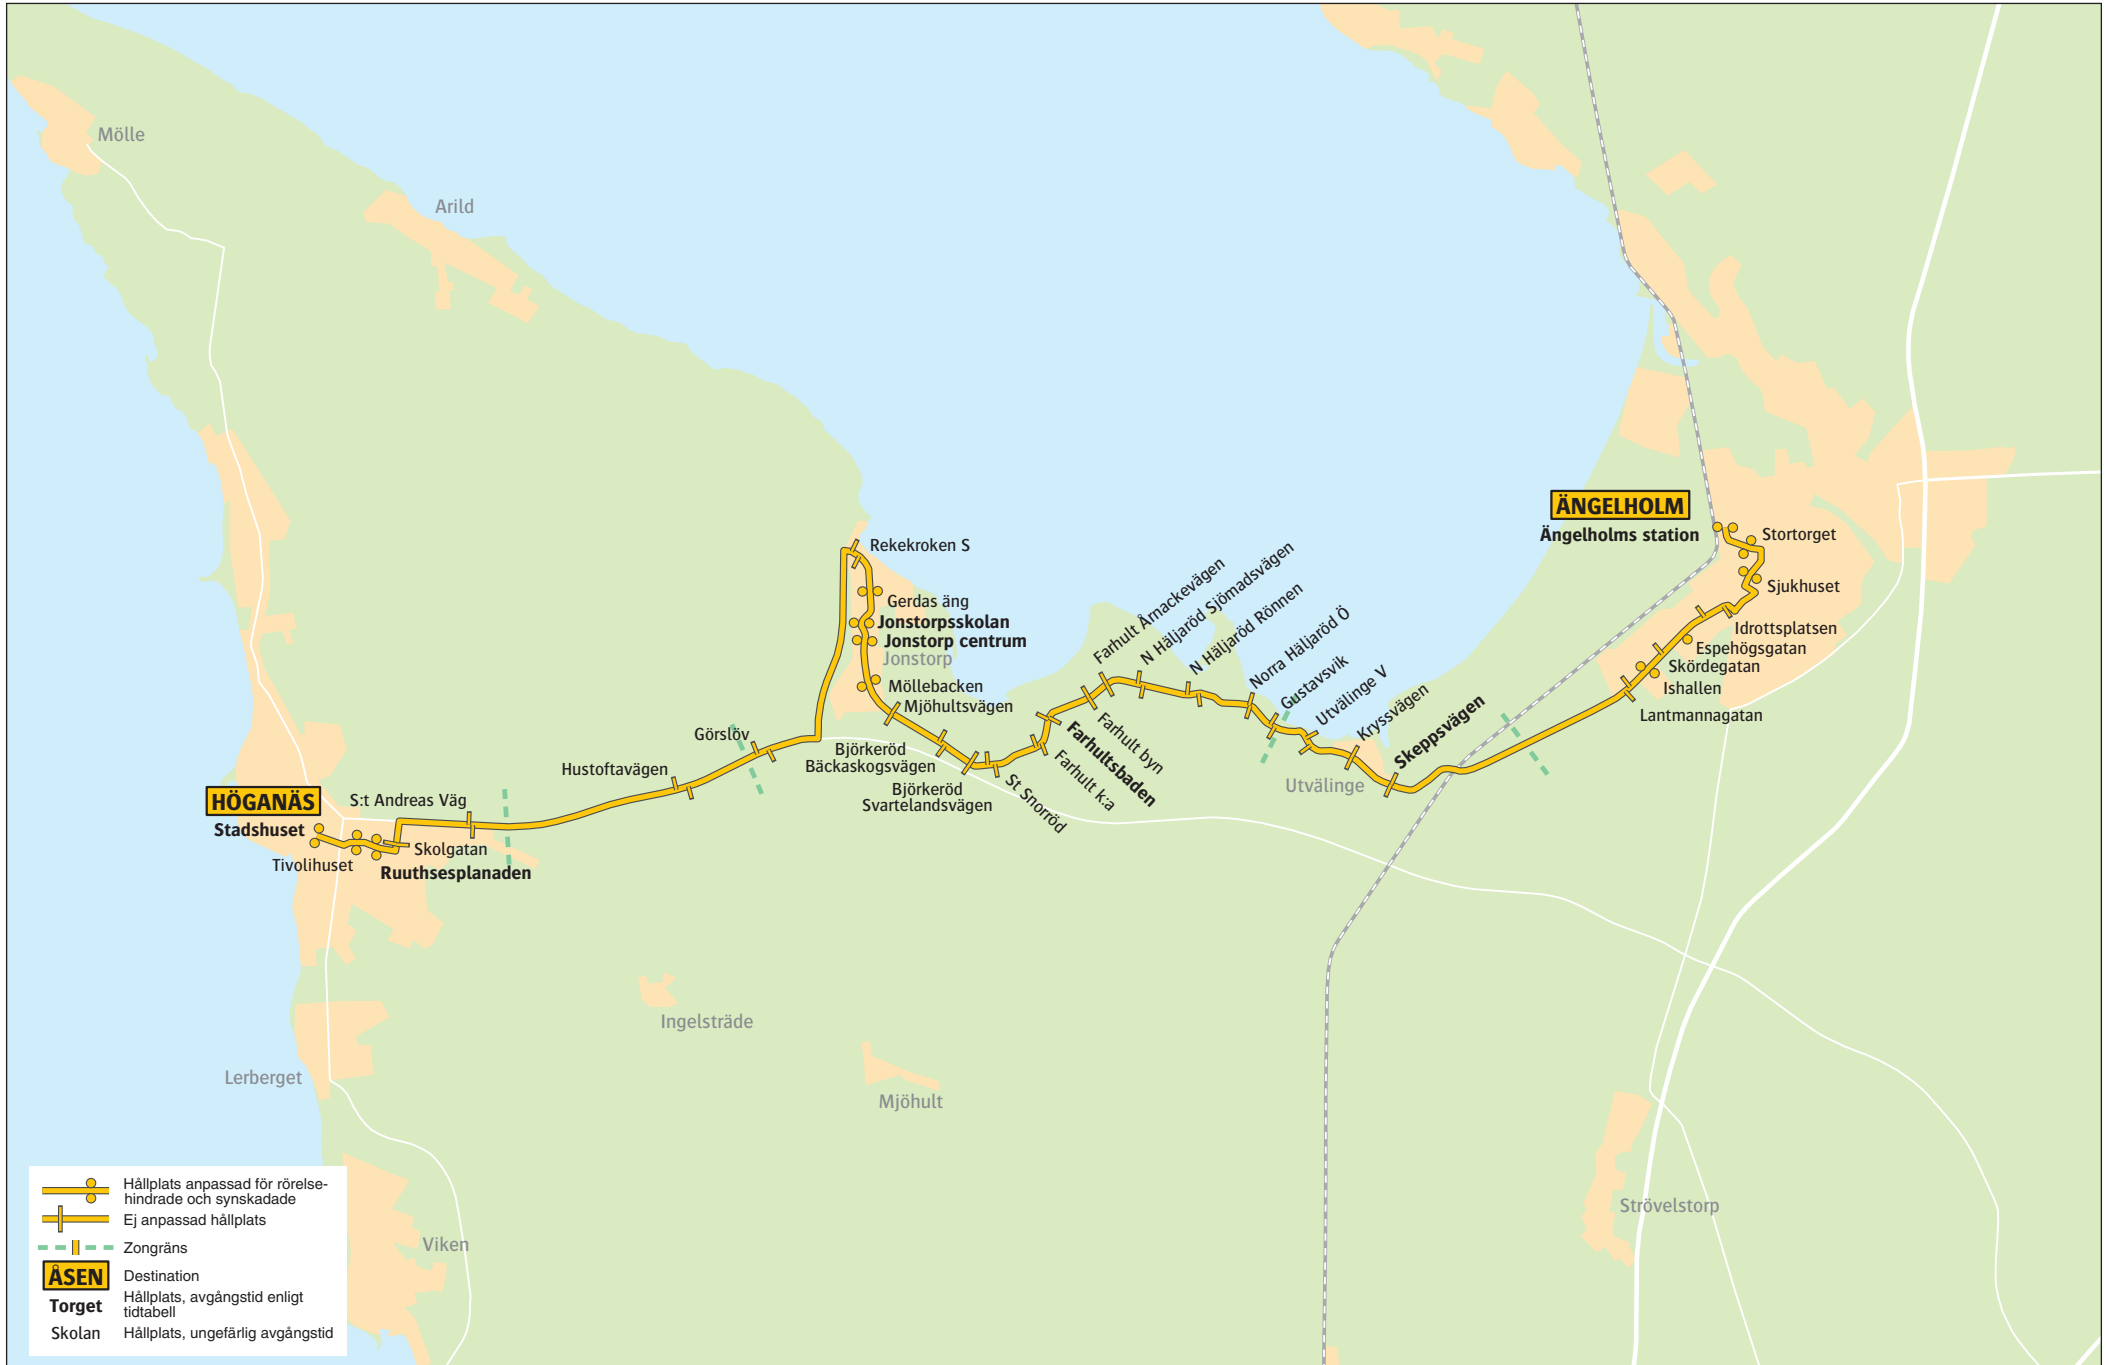 Mölle
Arild
ÄNGELHOLM
Ängelholms station
Stortorget
Sjukhuset
Idrottsplatsen
Espehögsgatan
Skördegatan
Ishallen
Lantmannagatan
Rekekroken S
Gerdas äng
Jonstorpsskolan
Jonstorp centrum
Jonstorp
Möllebacken
Mjöhultsvägen
Farhult Årnackevägen
N Häljaröd Sjömadsvägen
N Häljaröd Rönnen
Norra Häljaröd Ö
Gustavsvik
Utvälinge V
Kryssvägen
Skeppsvägen
Utvälinge
Farhult byn
Farhultsbaden
Farhult k:a
St Snorröd
Björkeröd
Bäckaskogsvägen
Björkeröd
Svartelandsvägen
Görslöv
Hustoftavägen
S:t Andreas Väg
HÖGANÄS
Stadshuset
Tivolihuset
Skolgatan
Ruuthsesplanaden
Ingelsträde
Lerberget
Mjöhult
Viken
Strövelstorp
Hållplats anpassad för rörelse-
hindrade och synskadade
Ej anpassad hållplats
Zongräns
ÅSEN Destination
Torget Hållplats, avgångstid enligt
tidtabell
Skolan Hållplats, ungefärlig avgångstid